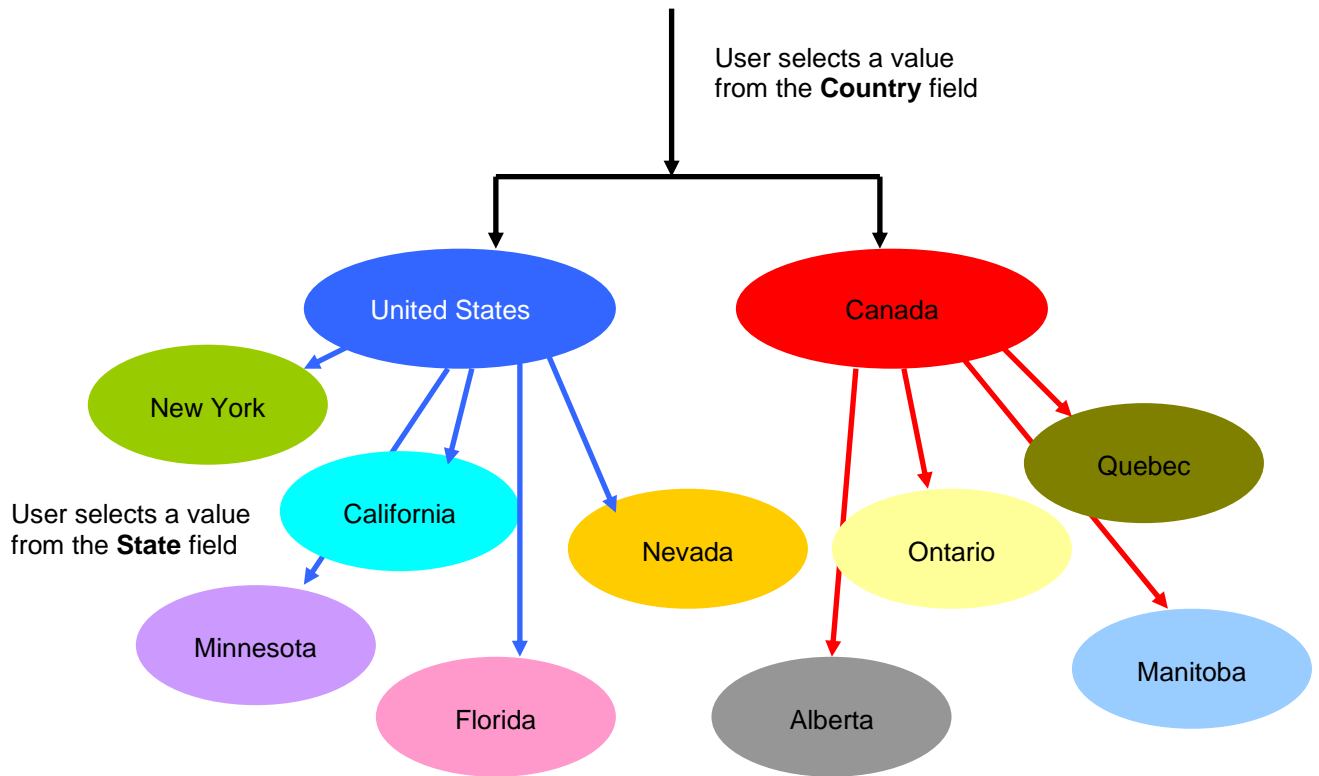 User selects a value
from the Country field
United States
Canada
New York
Quebec
California
User selects a value
from the State field
Nevada
Ontario
Minnesota
Manitoba
Florida
Alberta